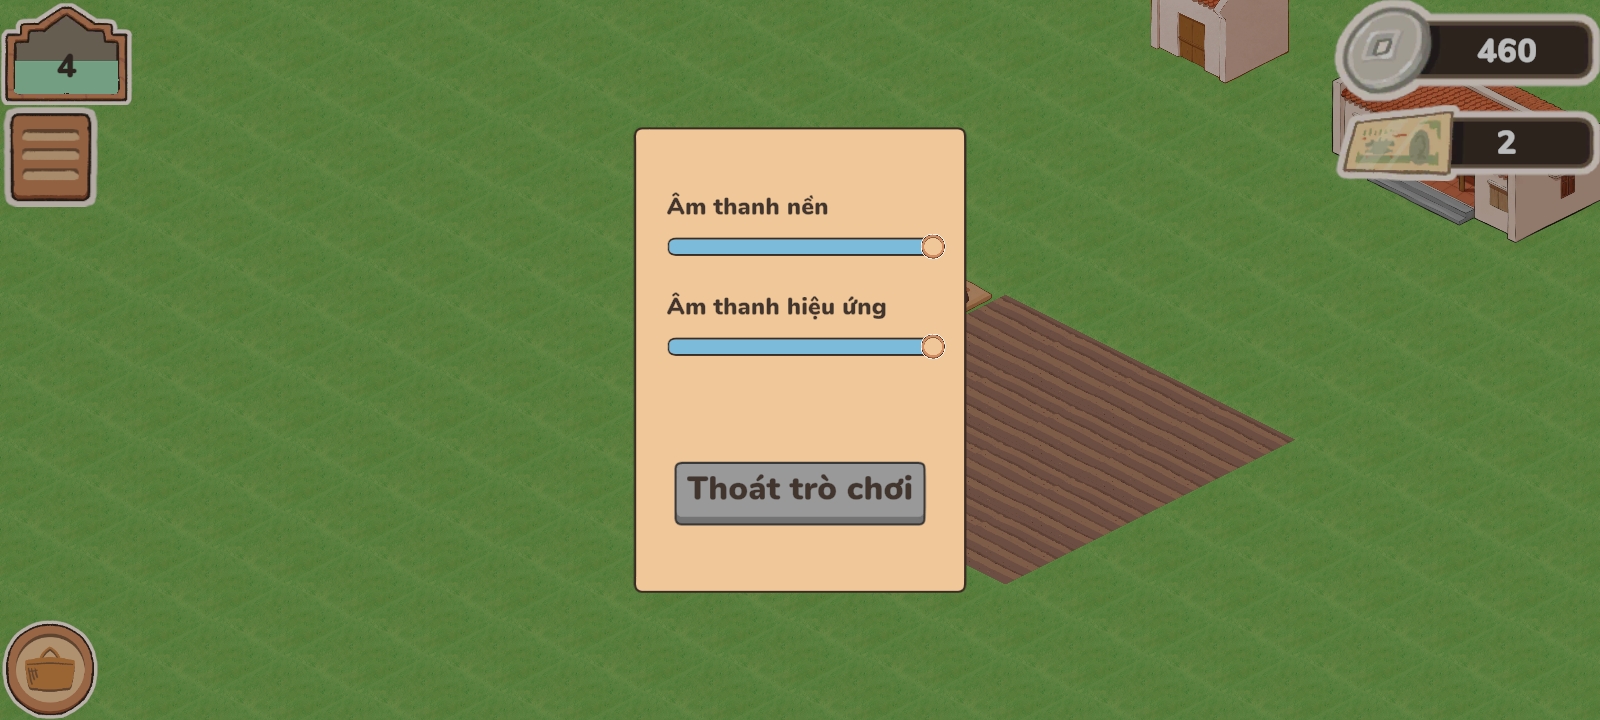 4
460
2
Âm thanh nền
Âm thanh hiệu ứng
Thoát trò chơi